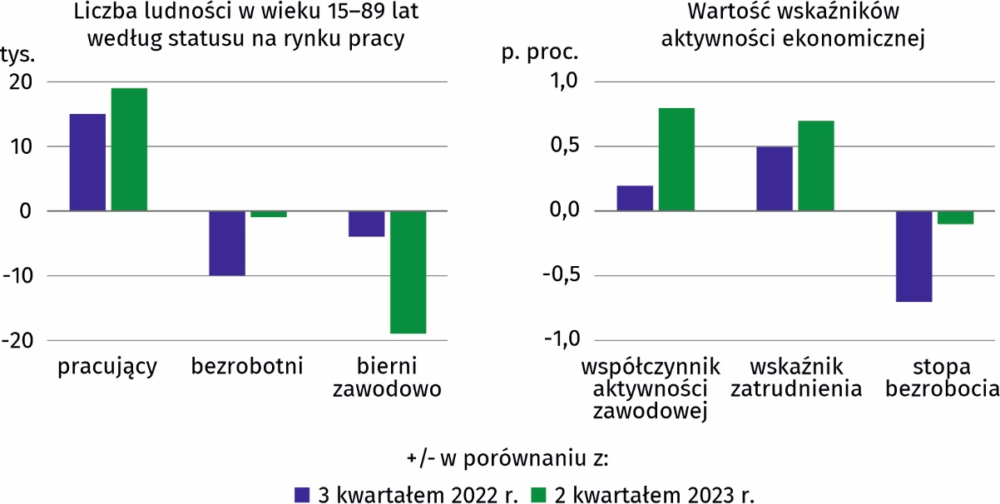 Liczba ludności w wieku 15–89 lat
według statusu na rynku pracy
tys.
20
10
0
-10
-20
pracujący
bezrobotni
bierni
zawodowo
Wartość wskaźników
aktywności ekonomicznej
p. proc.
1,0
0,5
0,0
-0,5
-1,0
współczynnik
aktywności
zawodowej
wskaźnik
zatrudnienia
stopa
bezrobocia
+/- w porównaniu z:
3 kwartałem 2022 r.
2 kwartałem 2023 r.